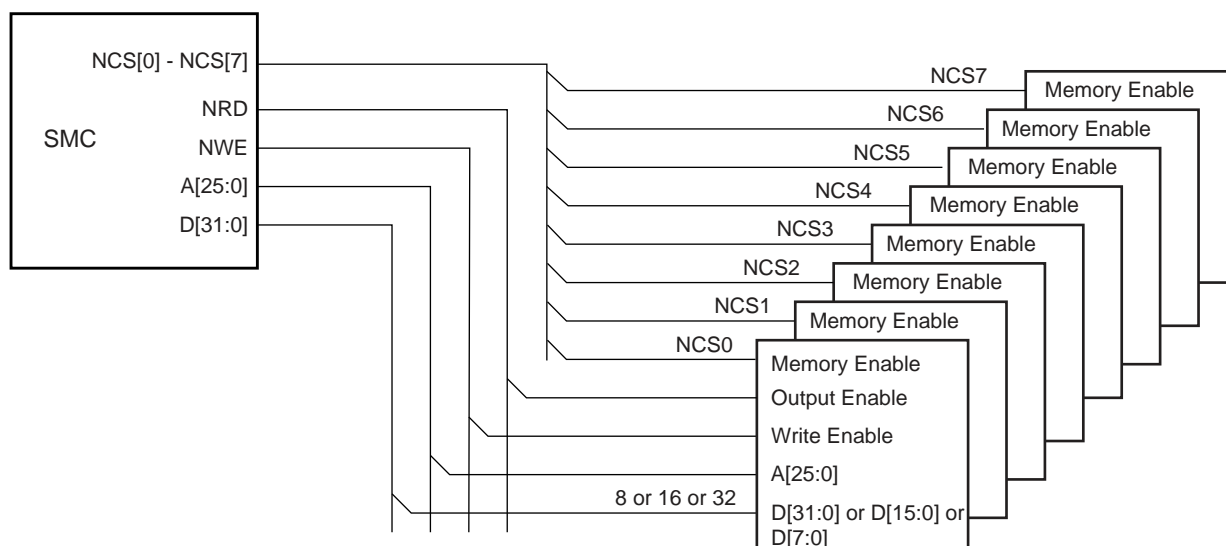 NCS[0] - NCS[7]
NRD
SMC
NWE
A[25:0]
D[31:0]
NCS7
Memory Enable
NCS6
Memory Enable
NCS5
Memory Enable
NCS4
Memory Enable
NCS3
Memory Enable
NCS2
Memory Enable
NCS1
Memory Enable
NCS0
Memory Enable
Output Enable
Write Enable
A[25:0]
8 or 16 or 32
D[31:0] or D[15:0] or
D[7:0]